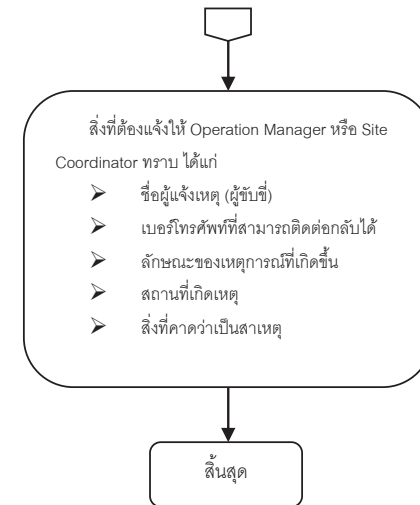 สิ่งที่ต้องแจ้งให้ Operation Manager หรือ Site
Coordinator ทราบ ได้แก่
➢ ชื่อผู้แจ้งเหตุ (ผู้ขับขี่)
➢ เบอร์โทรศัพท์ที่สามารถติดต่อกลับได้
➢ ลักษณะของเหตุการณ์ที่เกิดขึ้น
➢ สถานที่เกิดเหตุ
➢ สิ่งที่คาดว่าเป็นสาเหตุ
สิ้นสุด